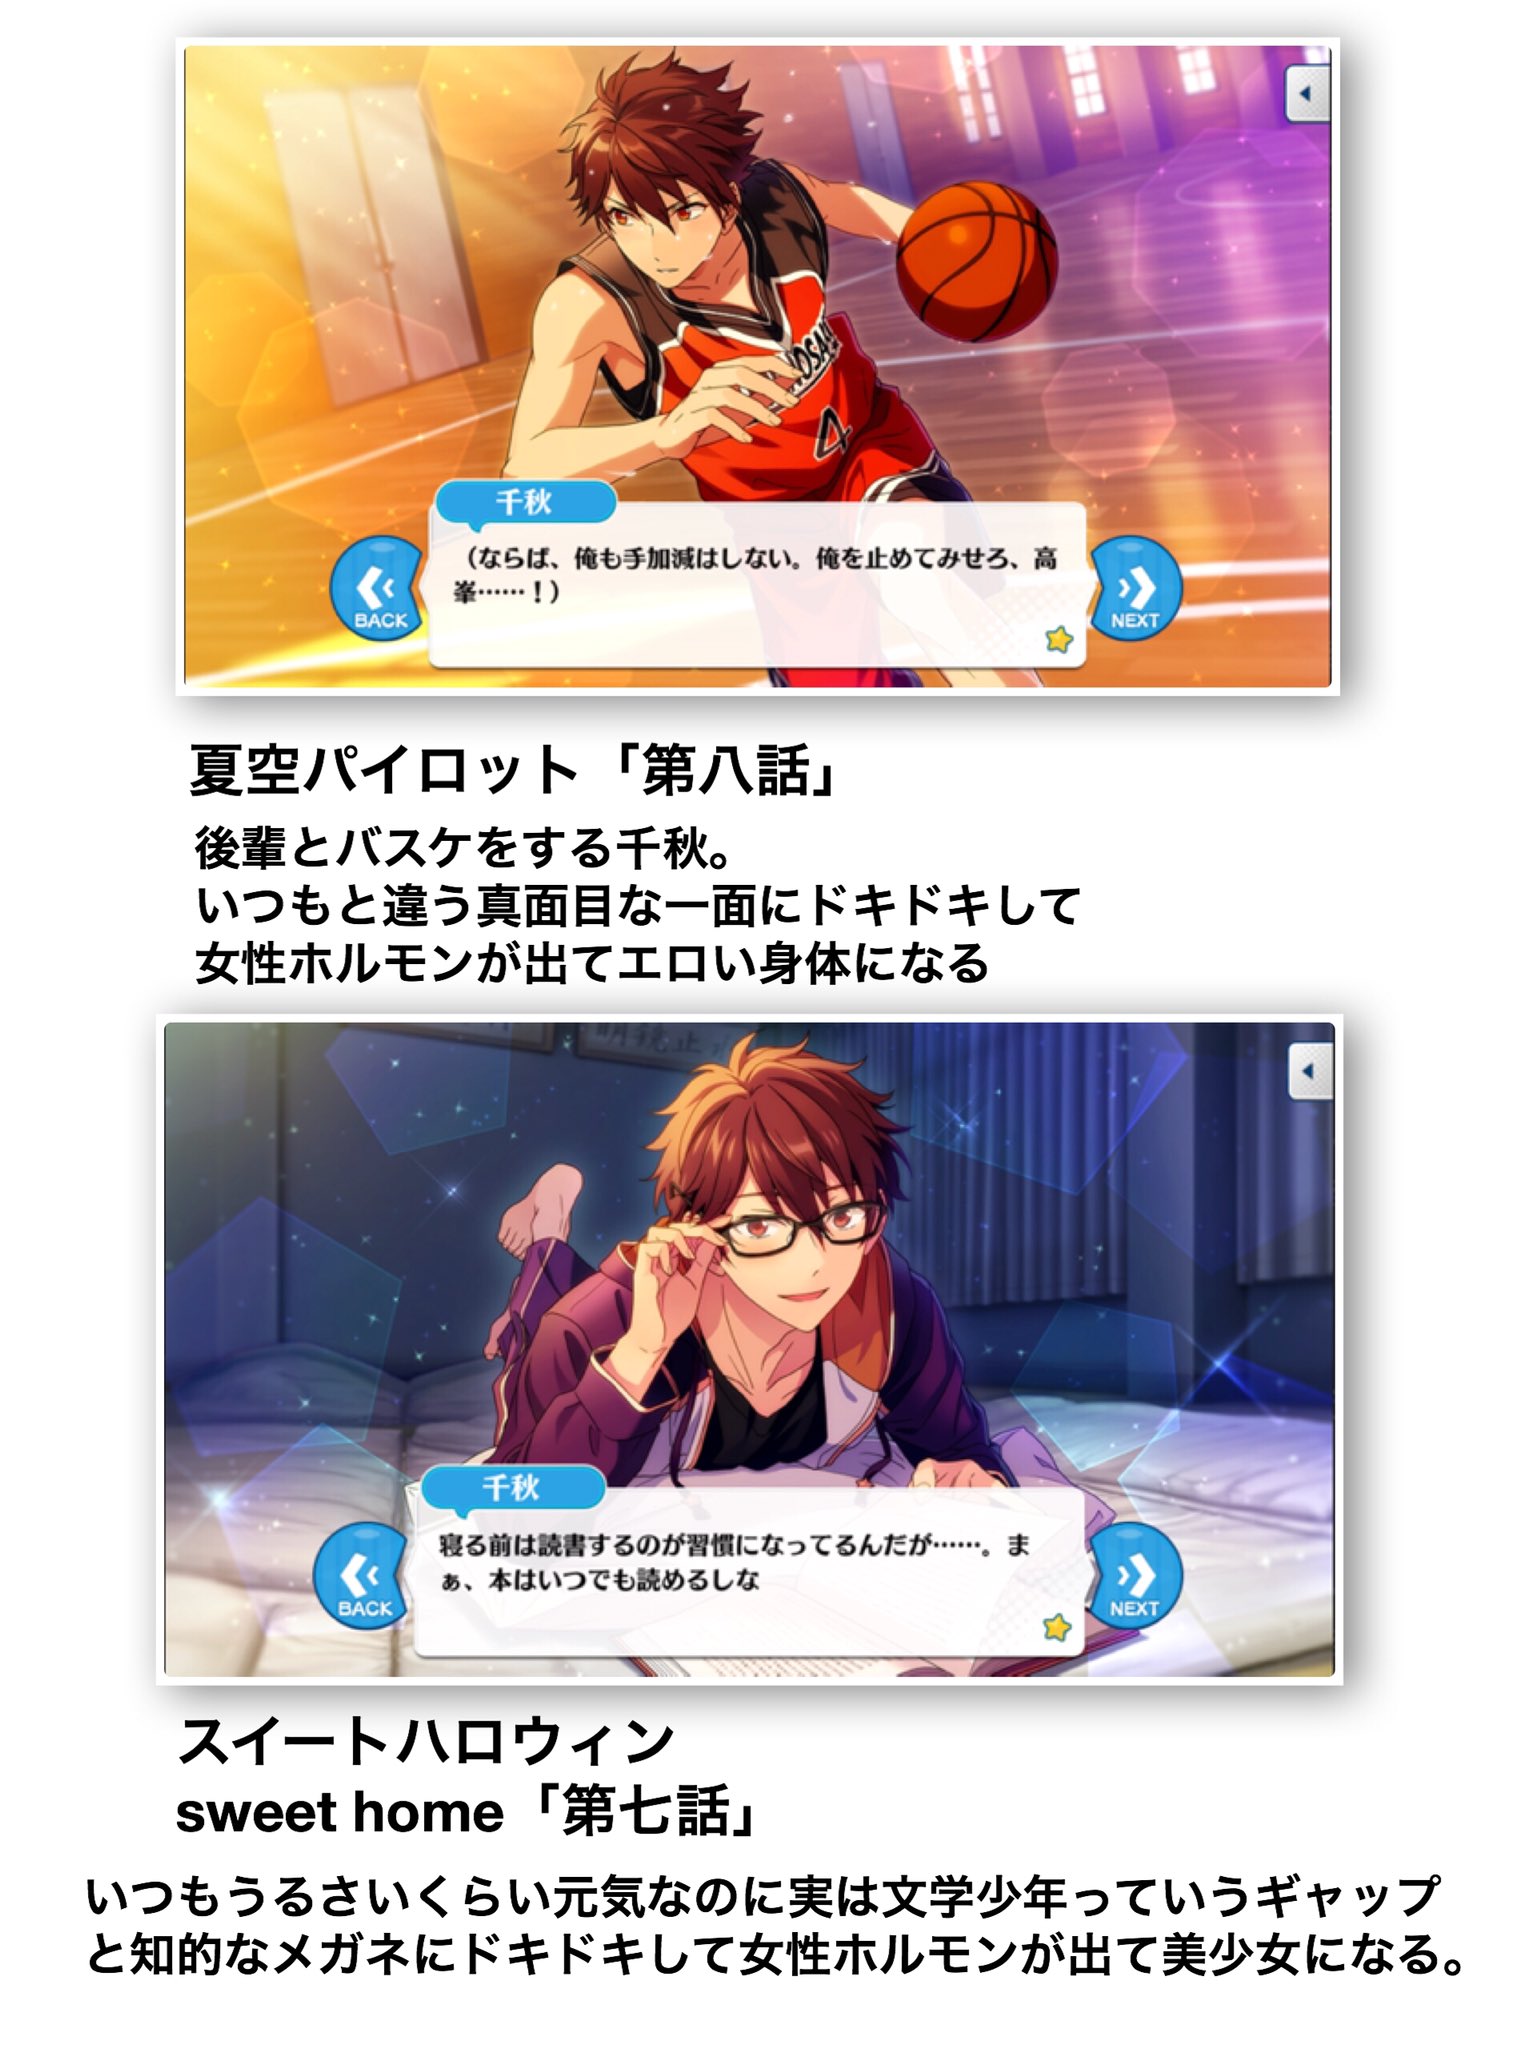 NOSAK
4
千秋
（ならば、俺も手加減はしない。俺を止めてみせろ、高
峯……！）
BACK
NEXT
夏空パイロット「第八話」
後輩とバスケをする千秋。
いつもと違う真面目な一面にドキドキして
女性ホルモンが出てエロい身体になる
明鏡止
千秋
寝る前は読書するのが習慣になってるんだが……。ま
ぁ、本はいつでも読めるしな
BACK
NEXT
スイートハロウィン
sweet home「第七話」
いつもうるさいくらい元気なのに実は文学少年っていうギャップ
と知的なメガネにドキドキして女性ホルモンが出て美少女になる。